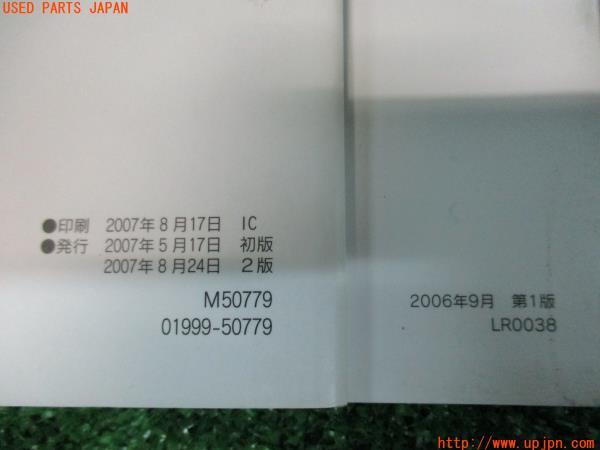 USED PARTS JAPAN
●印刷 2007年8月17日 IC
●発行 2007年5月17日 初版
2007年8月24日 2版
M50779
01999-50779
2006年9月 第1版
LR0038
http://www.upjpn.com/